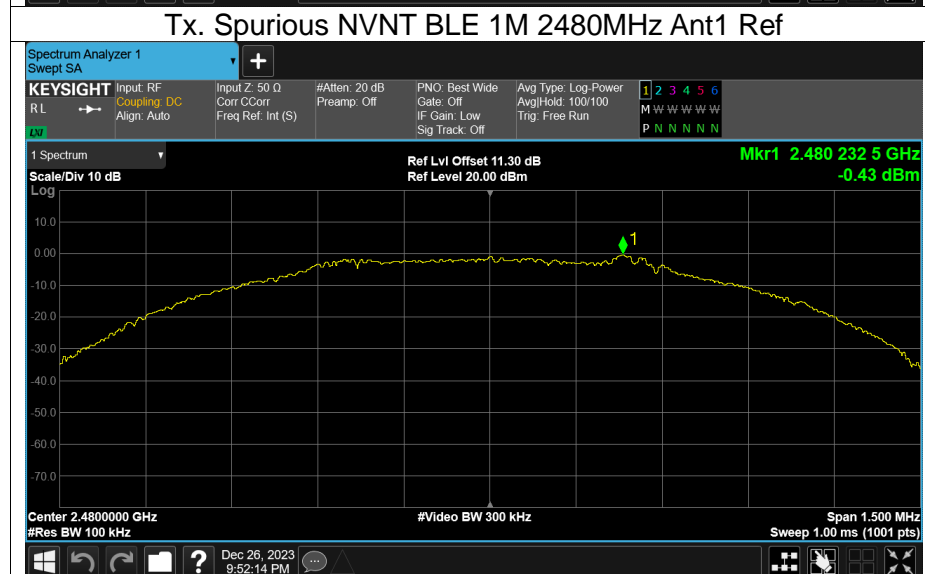 Tx. Spurious NVNT BLE 1M 2480MHz Ant1 Ref
Spectrum Analyzer 1
Swept SA
+
KEYSIGHT
RL
LXI
Input: RF
Coupling: DC
Align: Auto
Input Z: 50 Ω
Corr CCorr
Freq Ref: Int (S)
#Atten: 20 dB
Preamp: Off
PNO: Best Wide
Gate: Off
IF Gain: Low
Sig Track: Off
Avg Type: Log-Power
Avg|Hold: 100/100
Trig: Free Run
1 2 3 4 5 6
M W W W W W
P N N N N N
1 Spectrum
Scale/Div 10 dB
Log
Ref Lvl Offset 11.30 dB
Ref Level 20.00 dBm
Mkr1 2.480 232 5 GHz
-0.43 dBm
10.0
0.00
-10.0
-20.0
-30.0
-40.0
-50.0
-60.0
-70.0
1
Center 2.4800000 GHz
#Res BW 100 kHz
#Video BW 300 kHz
Span 1.500 MHz
Sweep 1.00 ms (1001 pts)
?
Dec 26, 2023
9:52:14 PM